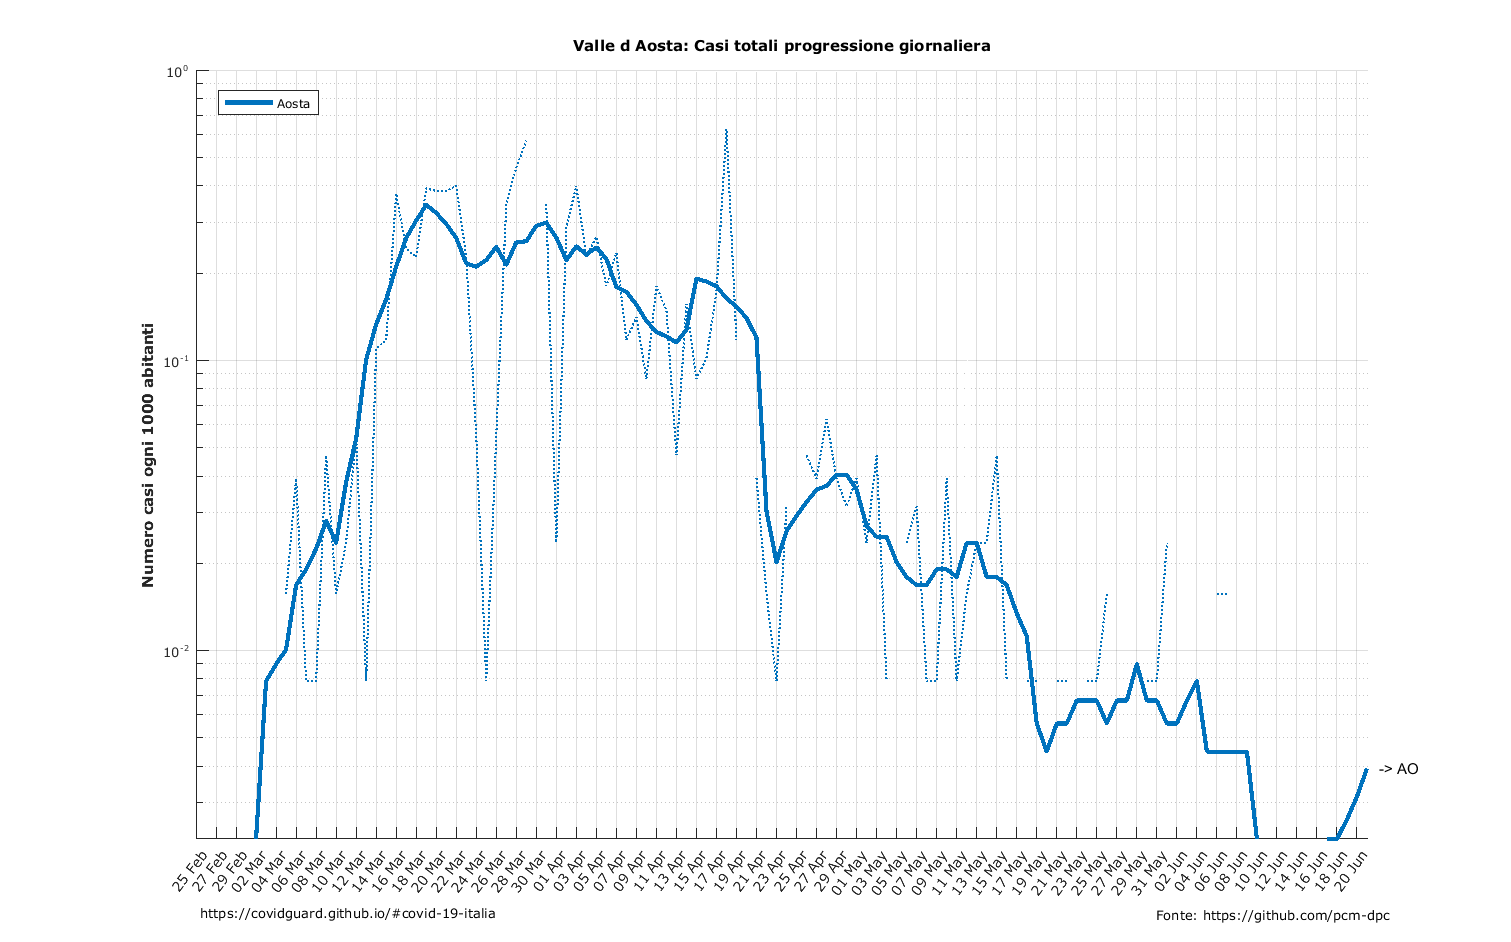 Valle d Aosta: Casi totali progressione giornaliera
Aosta
Numero casi ogni 1000 abitanti
10^0
10^-1
10^-2
-> AO
25 Feb
27 Feb
29 Feb
02 Mar
04 Mar
06 Mar
08 Mar
10 Mar
12 Mar
14 Mar
16 Mar
18 Mar
20 Mar
22 Mar
24 Mar
26 Mar
28 Mar
30 Mar
01 Apr
03 Apr
05 Apr
07 Apr
09 Apr
11 Apr
13 Apr
15 Apr
17 Apr
19 Apr
21 Apr
23 Apr
25 Apr
27 Apr
29 Apr
01 May
03 May
05 May
07 May
09 May
11 May
13 May
15 May
17 May
19 May
21 May
23 May
25 May
27 May
29 May
31 May
02 Jun
04 Jun
06 Jun
08 Jun
10 Jun
12 Jun
14 Jun
16 Jun
18 Jun
20 Jun
https://covidguard.github.io/#covid-19-italia
Fonte: https://github.com/pcm-dpc